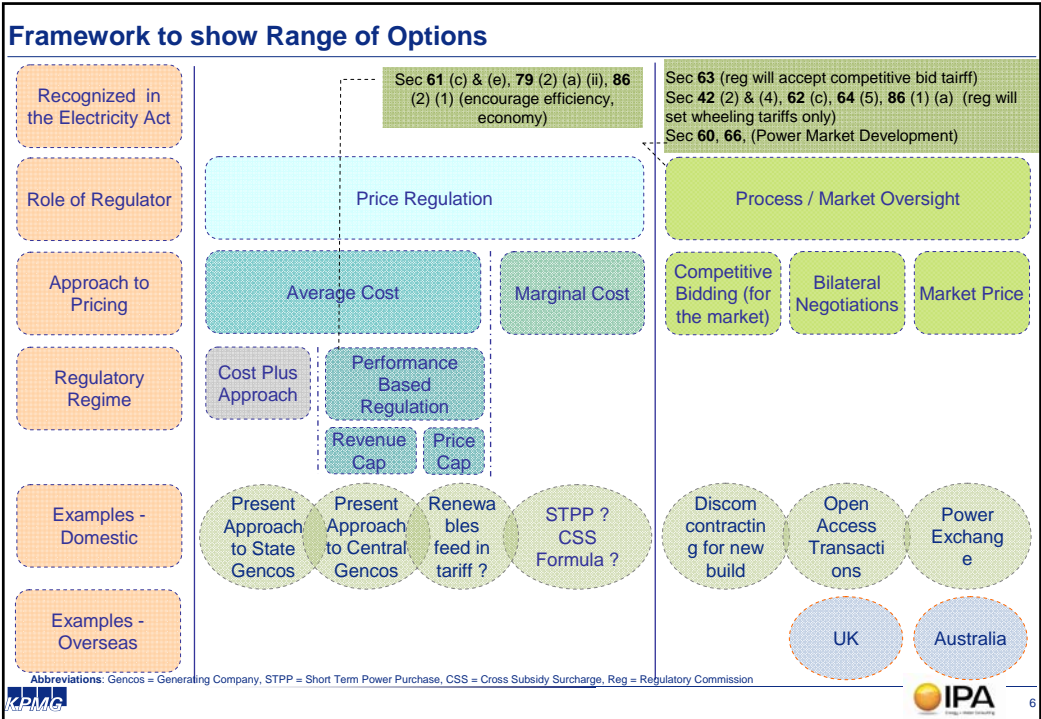 Framework to show Range of Options
Recognized in
the Electricity Act
Sec 61 (c) & (e), 79 (2) (a) (ii), 86
(2) (1) (encourage efficiency,
economy)
Sec 63 (reg will accept competitive bid tairff)
Sec 42 (2) & (4), 62 (c), 64 (5), 86 (1) (a) (reg will
set wheeling tariffs only)
Sec 60, 66, (Power Market Development)
Role of Regulator
Price Regulation
Process / Market Oversight
Approach to
Pricing
Average Cost
Marginal Cost
Competitive
Bidding (for
the market)
Bilateral
Negotiations
Market Price
Regulatory
Regime
Cost Plus
Approach
Performance
Based
Regulation
Revenue
Cap
Price
Cap
Examples -
Domestic
Present
Approach
to State
Gencos
Present
Approach
to Central
Gencos
Renewa
bles
feed in
tariff ?
STPP ?
CSS
Formula ?
Discom
contractin
g for new
build
Open
Access
Transacti
ons
Power
Exchang
e
Examples -
Overseas
UK
Australia
Abbreviations: Gencos = Generating Company, STPP = Short Term Power Purchase, CSS = Cross Subsidy Surcharge, Reg = Regulatory Commission
KPMG
IPA
6